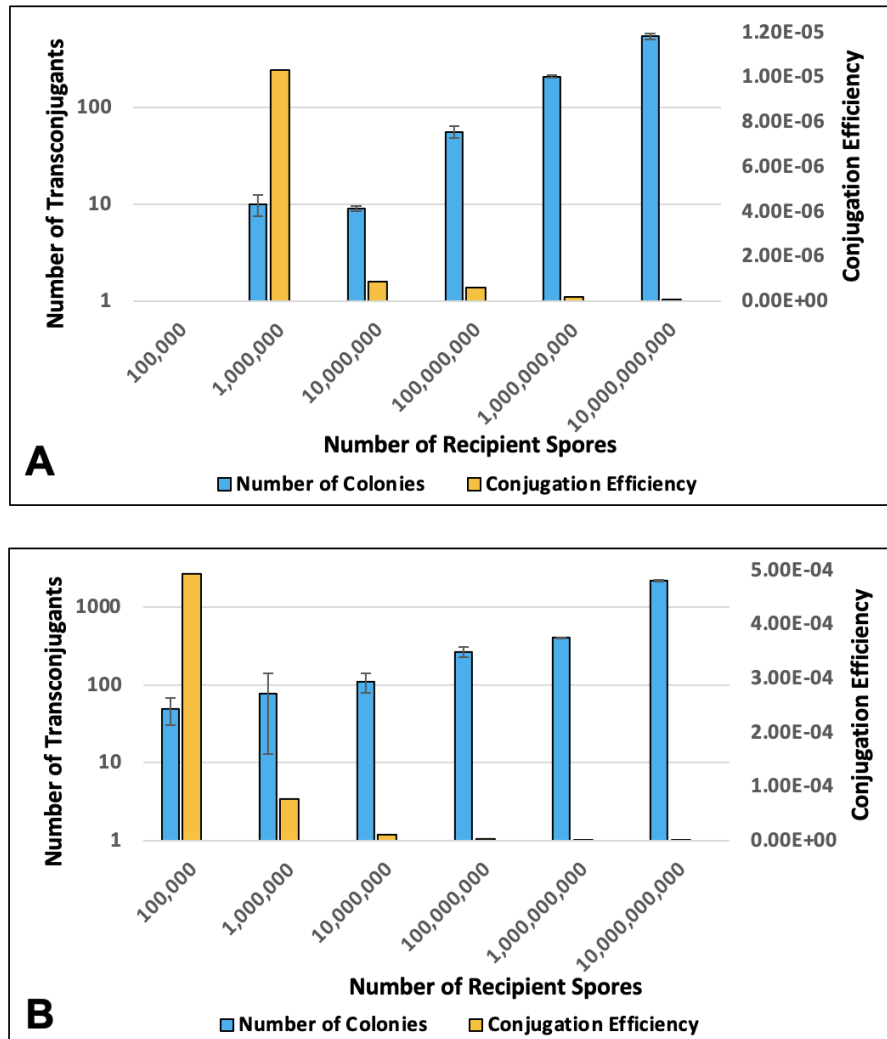 Number of Transconjugants
100
10
1
1.20E-05
1.00E-05
8.00E-06
6.00E-06
4.00E-06
2.00E-06
0.00E+00
Conjugation Efficiency
100,000
1,000,000
10,000,000
100,000,000
1,000,000,000
10,000,000,000
Number of Recipient Spores
A
Number of Colonies
Conjugation Efficiency
Number of Transconjugants
1000
100
10
1
5.00E-04
4.00E-04
3.00E-04
2.00E-04
1.00E-04
0.00E+00
Conjugation Efficiency
100,000
1,000,000
10,000,000
100,000,000
1,000,000,000
10,000,000,000
Number of Recipient Spores
B
Number of Colonies
Conjugation Efficiency